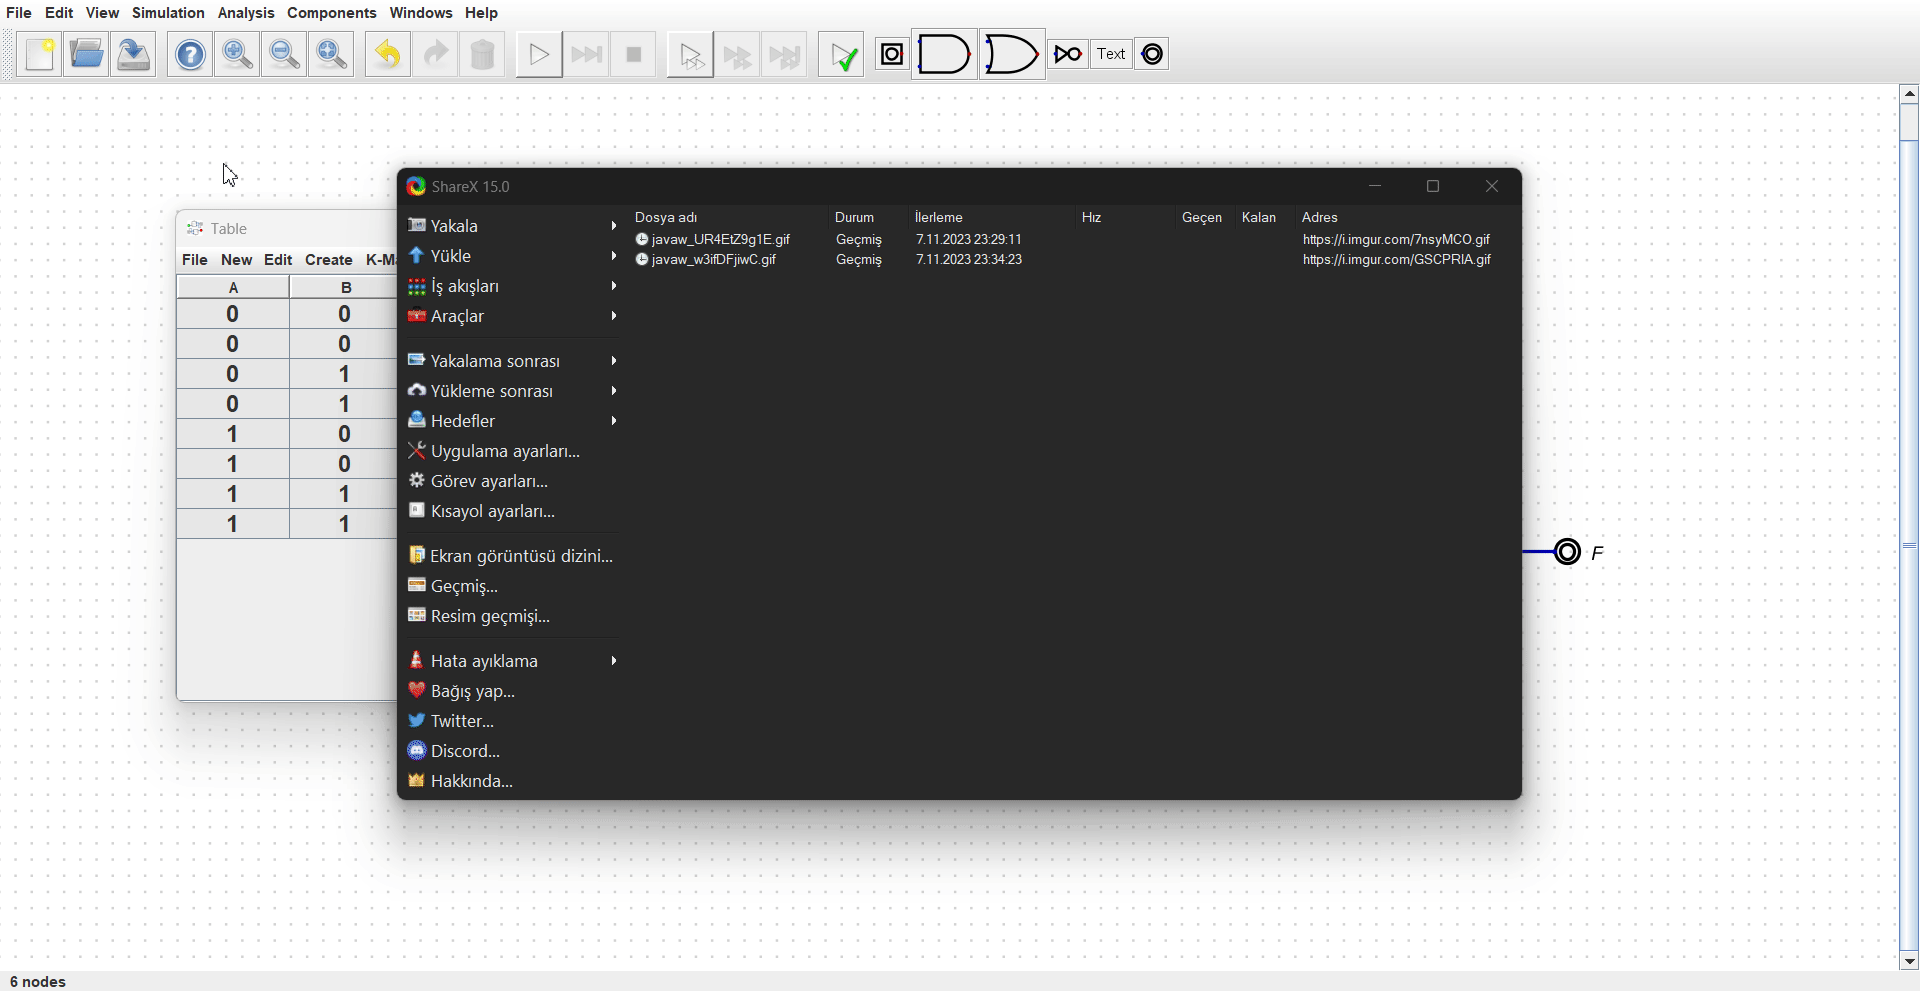 File Edit View Simulation Analysis Components Windows Help
Text
ShareX 15.0
Table
File New Edit Create
A B
0 0
0 0
0 1
0 1
1 0
1 0
1 1
1 1
Yakala
Yükle
İş akışları
Araçlar
Yakalama sonrası
Yükleme sonrası
Hedefler
Uygulama ayarları...
Görev ayarları...
Kısayol ayarları...
Ekran görüntüsü dizini...
Geçmiş...
Resim geçmişi...
Hata ayıklama
Bağış yap...
Twitter...
Discord...
Hakkında...
Dosya adı Durum İlerleme Hız Geçen Kalan Adres
javaw_UR4EtZ9g1E.gif Geçmiş 7.11.2023 23:29:11 https://i.imgur.com/7nsyMCO.gif
javaw_w3ifDFjiwC.gif Geçmiş 7.11.2023 23:34:23 https://i.imgur.com/GSCPRIA.gif
F
6 nodes